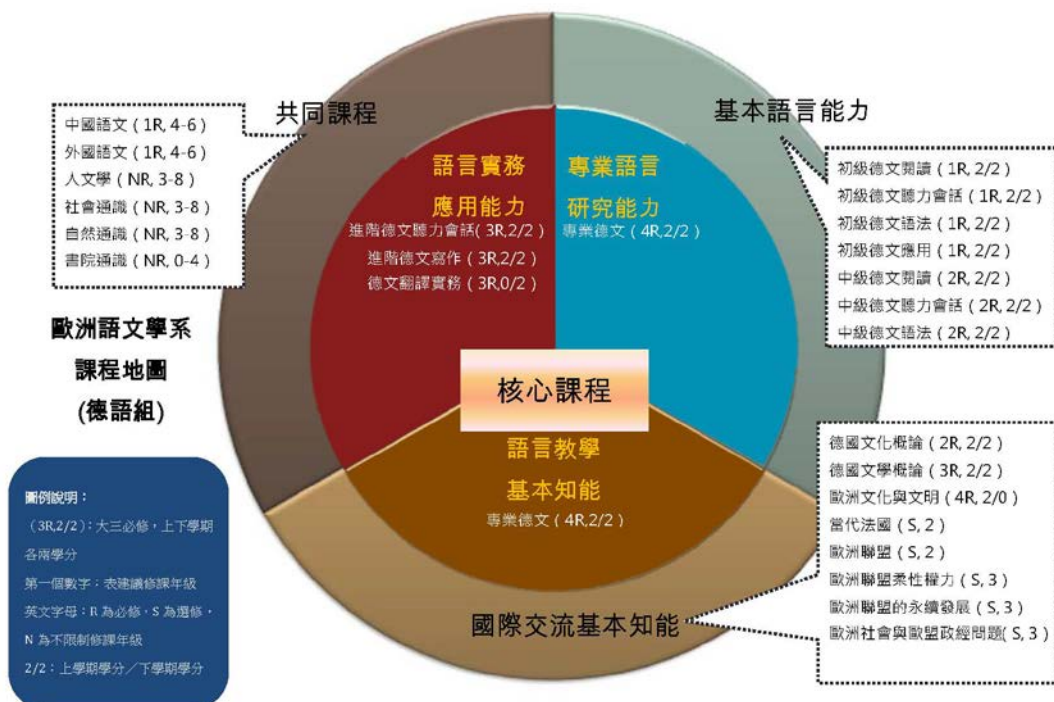 共同課程
中國語文 ( 1R, 4-6 )
外國語文 ( 1R, 4-6 )
人文學 ( NR, 3-8 )
社會通識 ( NR, 3-8 )
自然通識 ( NR, 3-8 )
書院通識 ( NR, 0-4 )
基本語言能力
初級德文閱讀 ( 1R, 2/2 )
初級德文聽力會話 ( 1R, 2/2 )
初級德文語法 ( 1R, 2/2 )
初級德文應用 ( 1R, 2/2 )
中級德文閱讀 ( 2R, 2/2 )
中級德文聽力會話 ( 2R, 2/2 )
中級德文語法 ( 2R, 2/2 )
語言實務
應用能力
進階德文聽力會話( 3R,2/2 )
進階德文寫作 ( 3R,2/2 )
德文翻譯實務 ( 3R,0/2 )
專業語言
研究能力
專業德文 ( 4R,2/2 )
歐洲語文學系
課程地圖
(德語組)
核心課程
語言教學
基本知能
專業德文 ( 4R,2/2 )
國際交流基本知能
德國文化概論 ( 2R, 2/2 )
德國文學概論 ( 3R, 2/2 )
歐洲文化與文明 ( 4R, 2/0 )
當代法國 ( S, 2 )
歐洲聯盟 ( S, 2 )
歐洲聯盟柔性權力 ( S, 3 )
歐洲聯盟的永續發展 ( S, 3 )
歐洲社會與歐盟政經問題( S, 3 )
圖例說明：
（3R,2/2）：大三必修，上下學期
各兩學分
第一個數字：表建議修課年級
英文字母：R 為必修，S 為選修，
N 為不限制修課年級
2/2：上學期學分／下學期學分